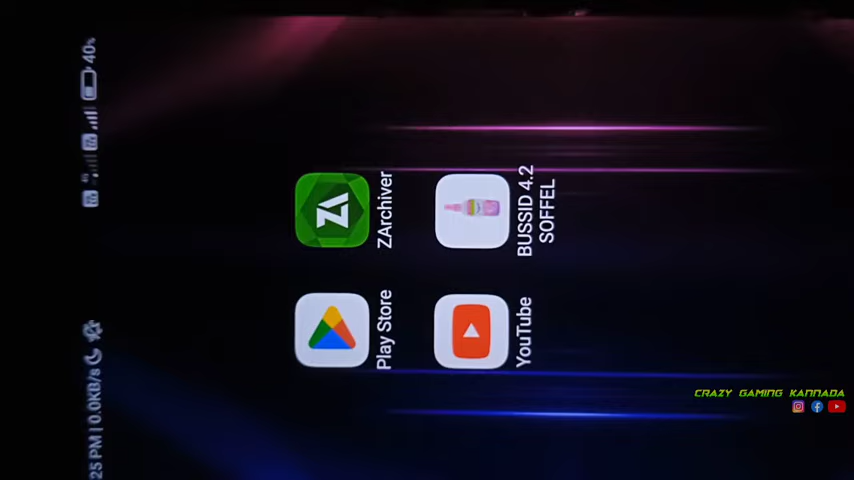 25 PM | 0.0KB/s
40%
Play Store
ZArchiver
YouTube
BUSSID 4.2
SOFFEL
CRAZY GAMING KANNADA